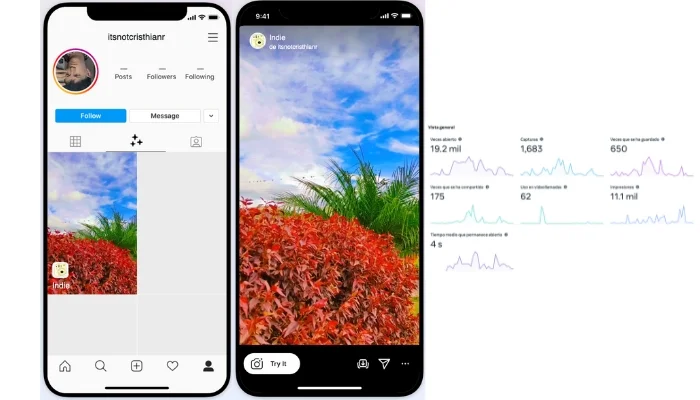 itsnotcristhianr
Posts
Followers
Following
Follow
Message
Indie
9:41
Indie
de itsnotcristhianr
Try it
Vista general
Veces abierto
19.2 mil
Capturas
1,683
Veces que se ha guardado
650
Veces que se ha compartido
175
Uso en videollamadas
62
Impresiones
11.1 mil
Tiempo medio que permanece abierto
4 s